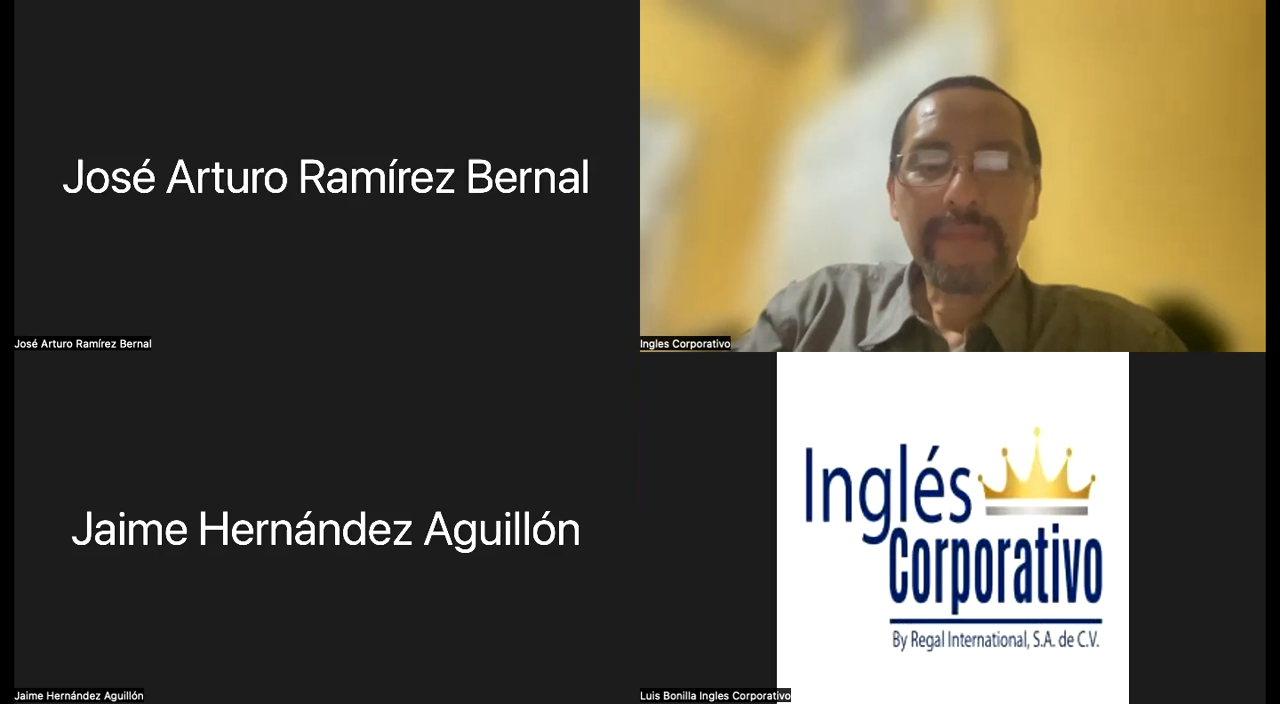 José Arturo Ramírez Bernal
José Arturo Ramírez Bernal
Ingles Corporativo
Jaime Hernández Aguillón
Jaime Hernández Aguillón
Inglés
Corporativo
By Regal International, S.A. de C.V.
Luis Bonilla Ingles Corporativo